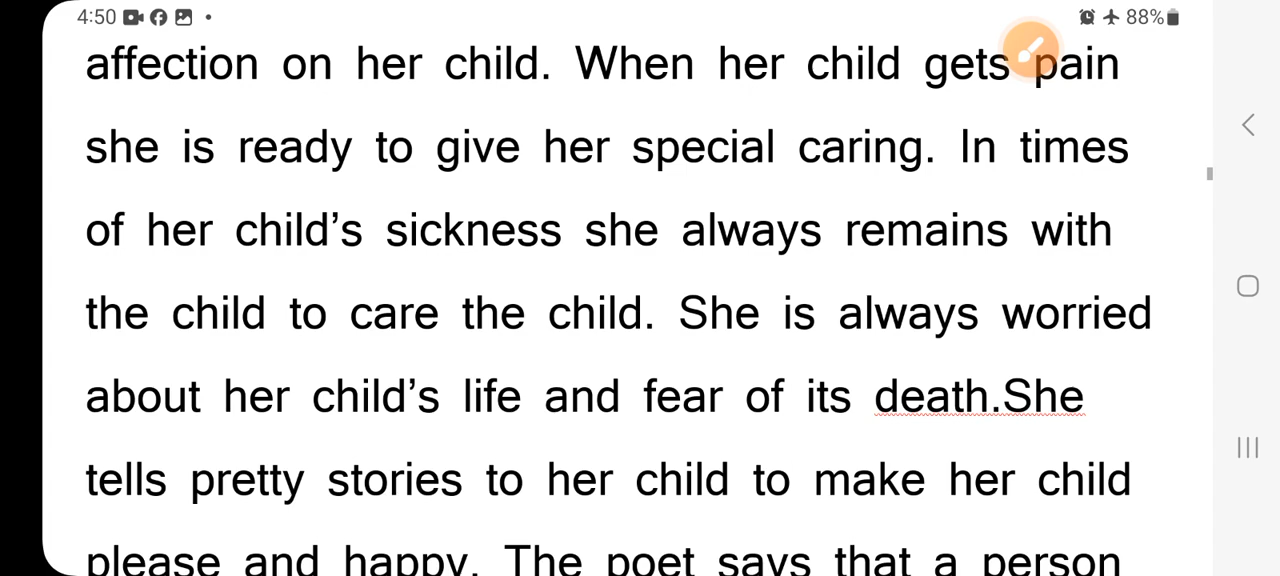 4:50 88%
affection on her child. When her child gets pain
she is ready to give her special caring. In times
of her child’s sickness she always remains with
the child to care the child. She is always worried
about her child’s life and fear of its death.She
tells pretty stories to her child to make her child
please and happy. The poet says that a person